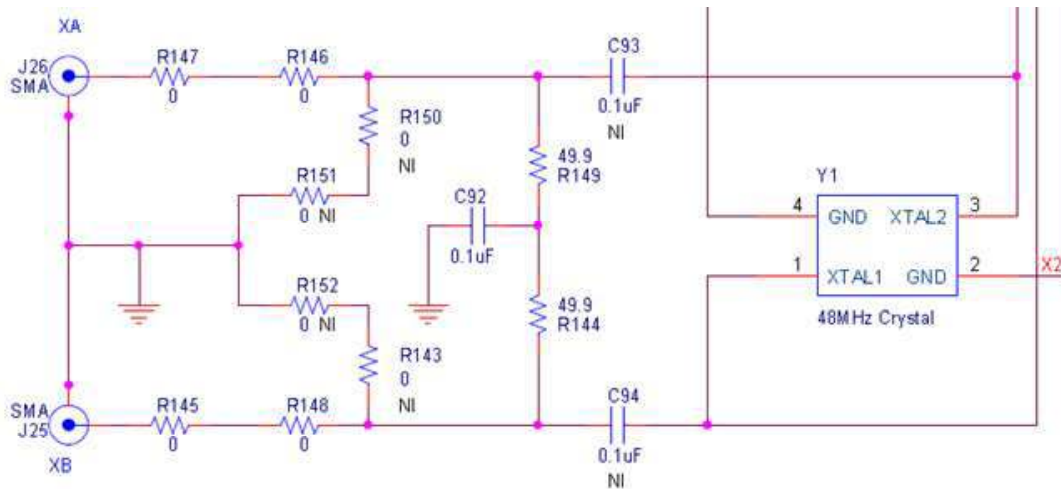 XA
J26
SMA
R147
0
R146
0
R150
0
NI
R151
0 NI
C93
0.1uF
NI
49.9
R149
C92
0.1uF
Y1
4 GND XTAL2 3
1 XTAL1 GND 2
X2
48MHz Crystal
R152
0 NI
49.9
R144
R143
0
NI
SMA
J25
XB
R145
0
R148
0
C94
0.1uF
NI